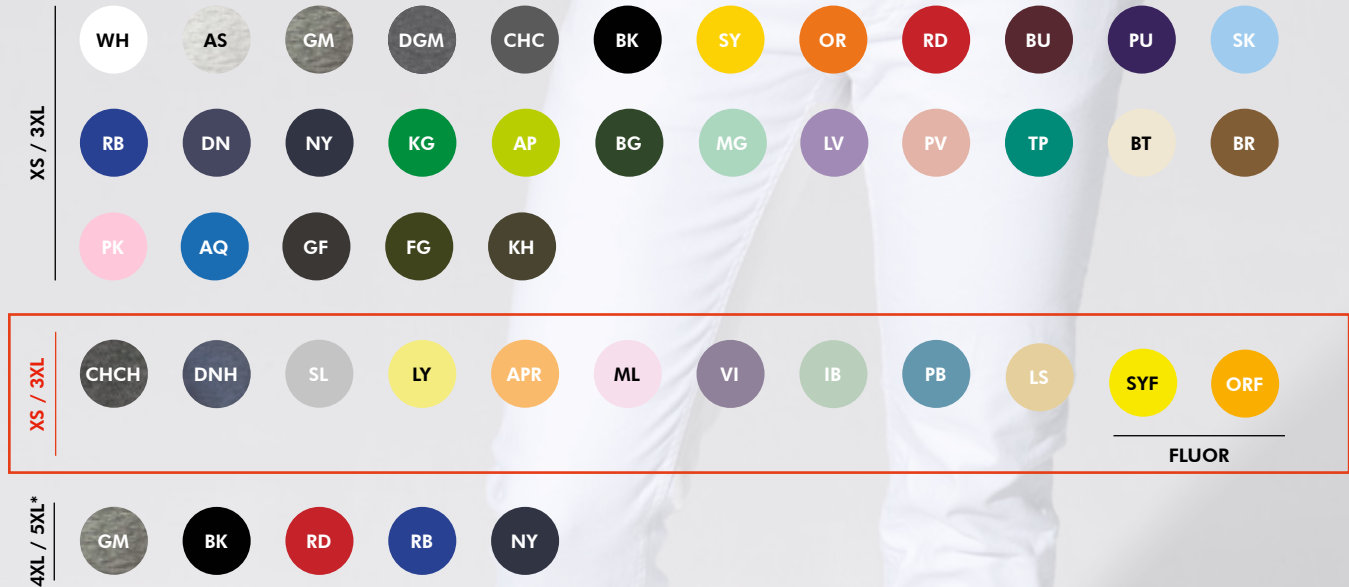 XS / 3XL
WH AS GM DGM CHC BK SY OR RD BU PU SK
RB DN NY KG AP BG MG LV PV TP BT BR
PK AQ GF FG KH
XS / 3XL
CHCH DNH SL LY APR ML VI IB PB LS SYF ORF
FLUOR
4XL / 5XL*
GM BK RD RB NY